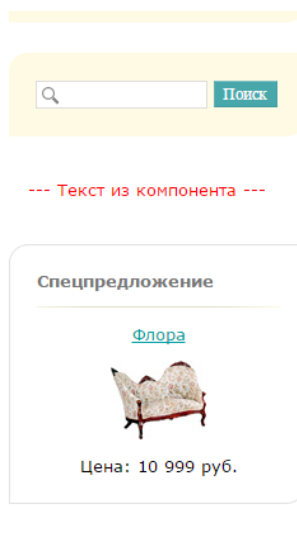 Поиск
--- Текст из компонента ---
Спецпредложение
Флора
Цена: 10 999 руб.